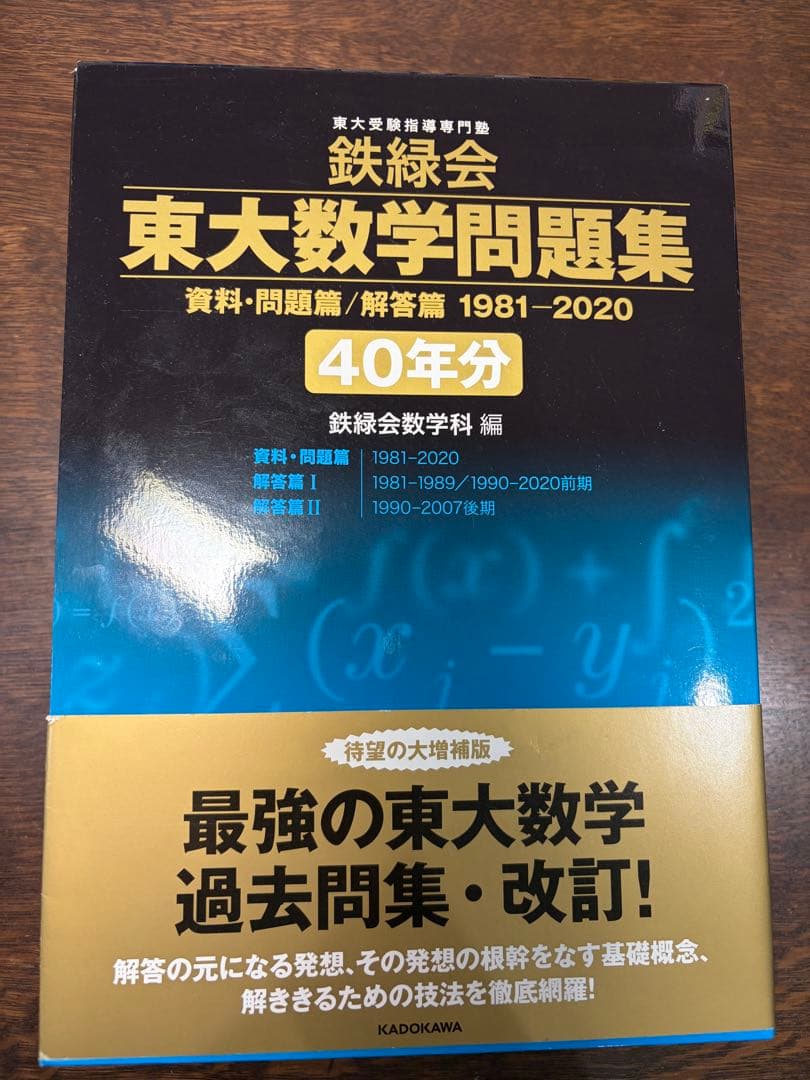 東大受験指導専門塾
鉄緑会
東大数学問題集
資料・問題篇/解答篇 1981-2020
40年分
鉄緑会数学科 編
資料・問題篇 1981-2020
解答篇Ⅰ 1981-1989/1990-2020前期
解答篇Ⅱ 1990-2007後期
f(x)+∫
= f(x)
z Σ (x_j - y_j)²
待望の大増補版
最強の東大数学
過去問集・改訂!
解答の元になる発想、その発想の根幹をなす基礎概念、
解ききるための技法を徹底網羅!
KADOKAWA